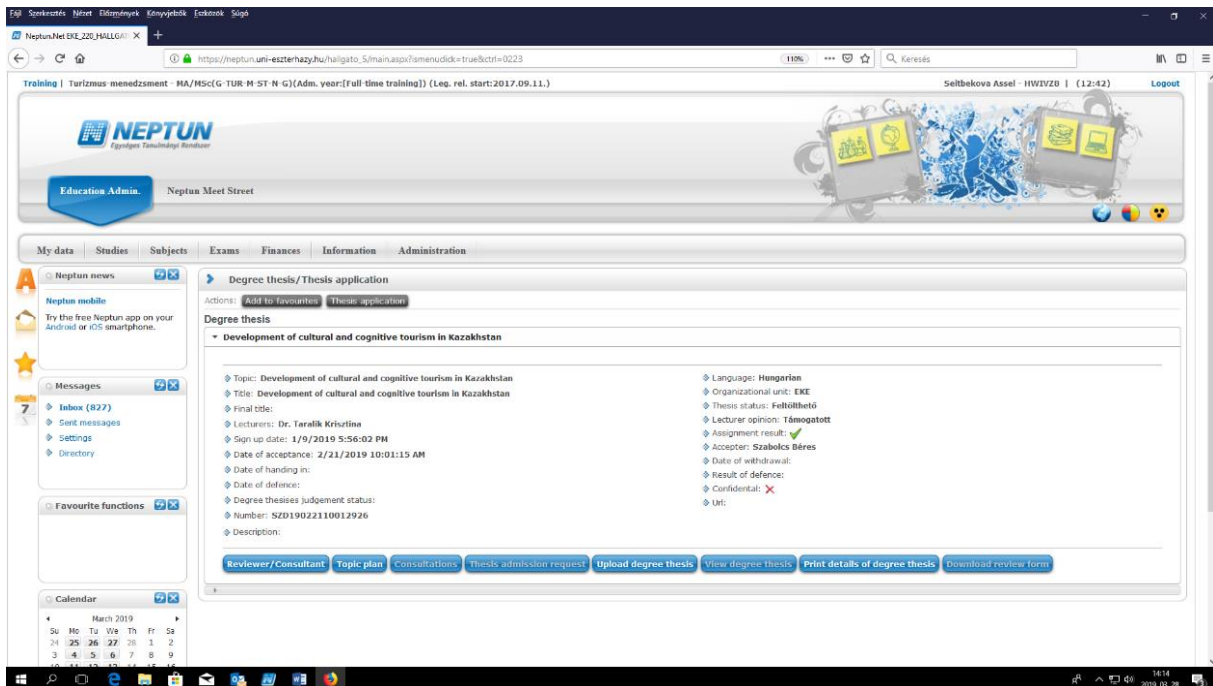 Fájl Szerkesztés Nézet Előzmények Könyvjelzők Eszközök Súgó
Neptun.Net EKE_220_HALLGAT
https://neptun.uni-eszterhazy.hu/hallgato_5/main.aspx?ismenuclick=true&ctrl=0223 110% Keresés
Training | Turizmus-menedzsment - MA/MSc(G-TUR-M-ST-N-G)(Adm. year:[Full-time training]) (Leg. rel. start:2017.09.11.) Seitbekova Assel - HWIVZ8 | (12:42) Logout
NEPTUN
Egységes Tanulmányi Rendszer
Education Admin. Neptun Meet Street
My data Studies Subjects Exams Finances Information Administration
Neptun news
Neptun mobile
Try the free Neptun app on your
Android or iOS smartphone.
Messages
7
Inbox (827)
Sent messages
Settings
Directory
Favourite functions
Calendar
March 2019
Su Mo Tu We Th Fr Sa
24 25 26 27 28 1 2
3 4 5 6 7 8 9
10 11 12 13 14 15 16
Degree thesis/Thesis application
Actions: Add to favourites Thesis application
Degree thesis
Development of cultural and cognitive tourism in Kazakhstan
Topic: Development of cultural and cognitive tourism in Kazakhstan
Title: Development of cultural and cognitive tourism in Kazakhstan
Final title:
Lecturers: Dr. Taralik Krisztina
Sign up date: 1/9/2019 5:56:02 PM
Date of acceptance: 2/21/2019 10:01:15 AM
Date of handing in:
Date of defence:
Degree thesises judgement status:
Number: SZD19022110012926
Description:
Language: Hungarian
Organizational unit: EKE
Thesis status: Feltölthető
Lecturer opinion: Támogatott
Assignment result:
Accepter: Szabolcs Béres
Date of withdrawal:
Result of defence:
Confidental:
Url:
Reviewer/Consultant Topic plan Consultations Thesis admission request Upload degree thesis View degree thesis Print details of degree thesis Download review form
14:14
2019. 03. 28.